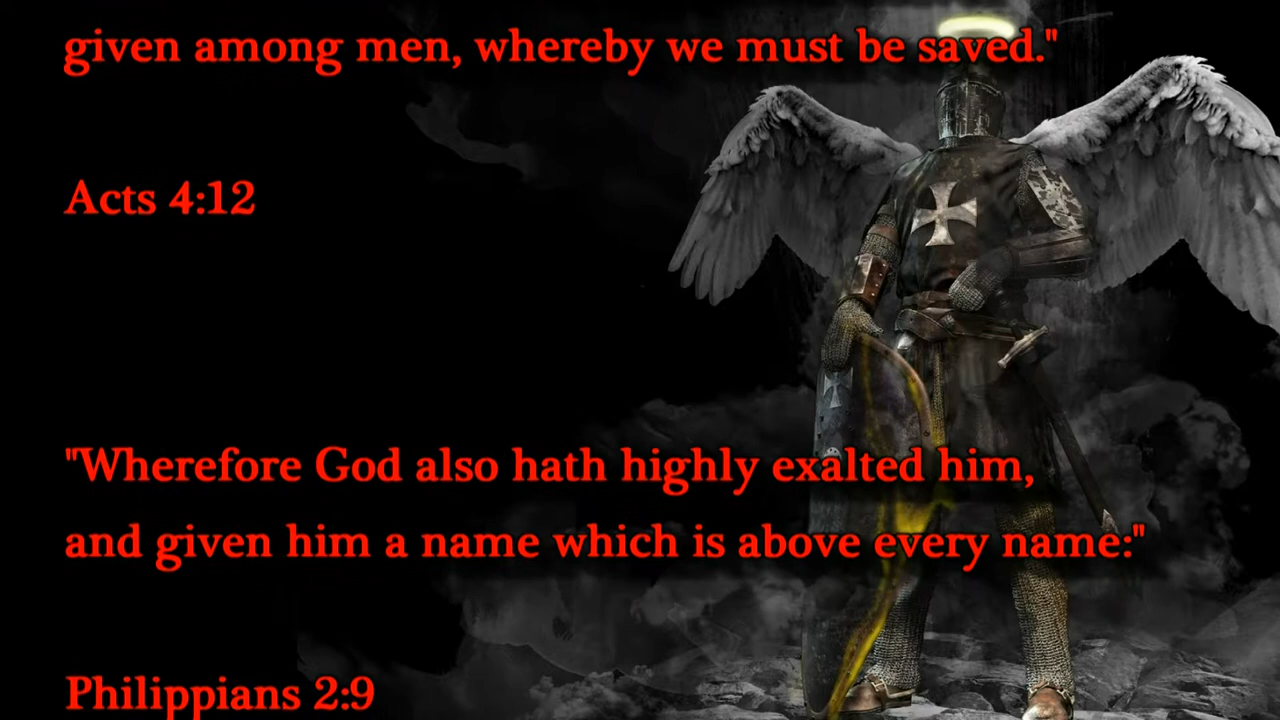 given among men, whereby we must be saved."
Acts 4:12
"Wherefore God also hath highly exalted him,
and given him a name which is above every name:"
Philippians 2:9